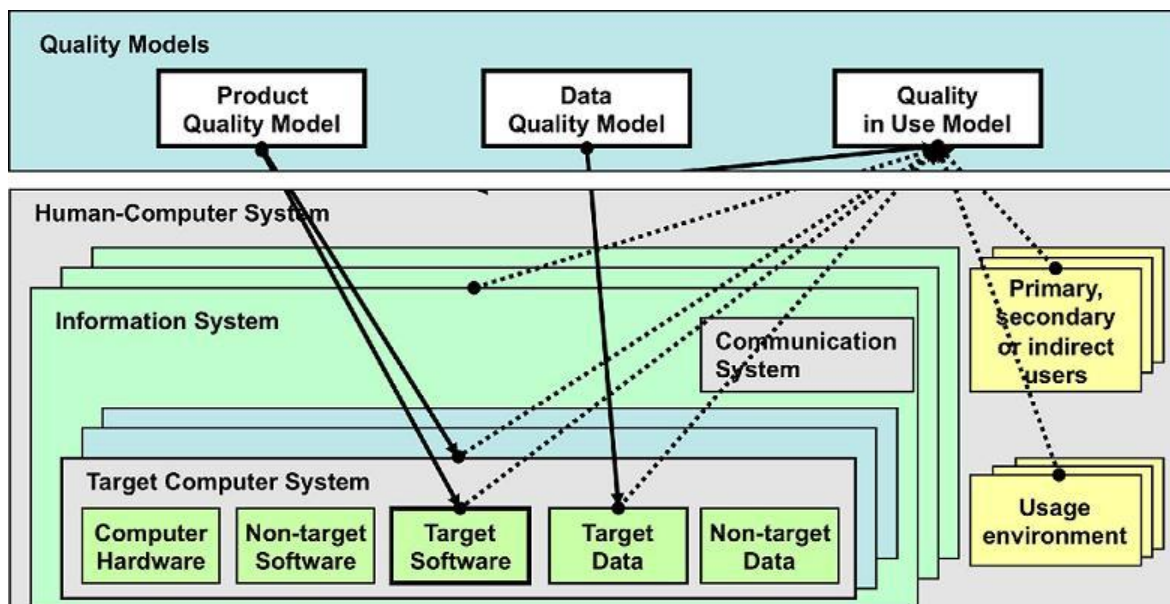 Quality Models
Product
Quality Model
Data
Quality Model
Quality
in Use Model
Human-Computer System
Information System
Communication
System
Primary,
secondary
or indirect
users
Target Computer System
Computer
Hardware
Non-target
Software
Target
Software
Target
Data
Non-target
Data
Usage
environment